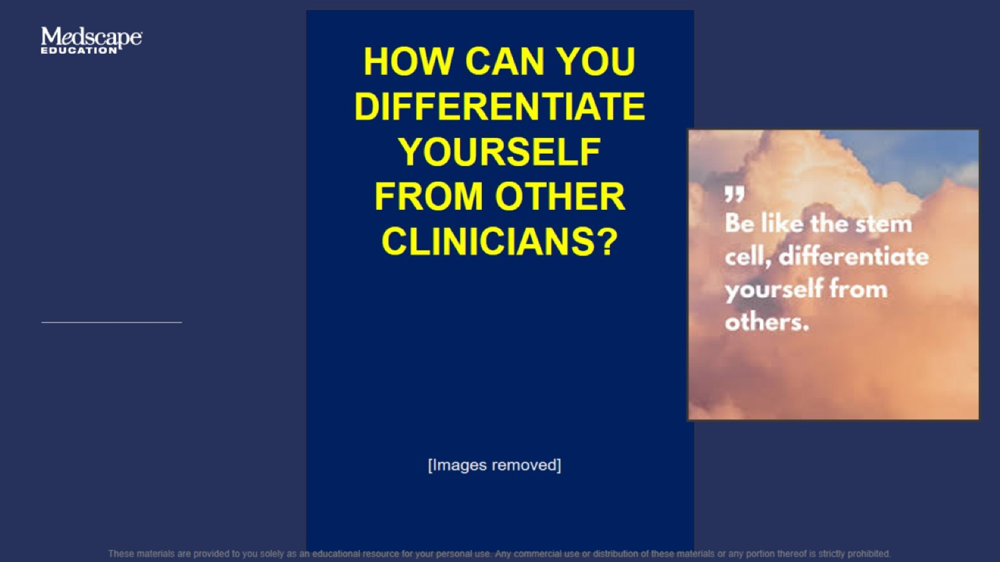 Medscape
EDUCATION
HOW CAN YOU
DIFFERENTIATE
YOURSELF
FROM OTHER
CLINICIANS?
”
Be like the stem
cell, differentiate
yourself from
others.
[Images removed]
These materials are provided to you solely as an educational resource for your personal use. Any commercial use or distribution of these materials or any portion thereof is strictly prohibited.